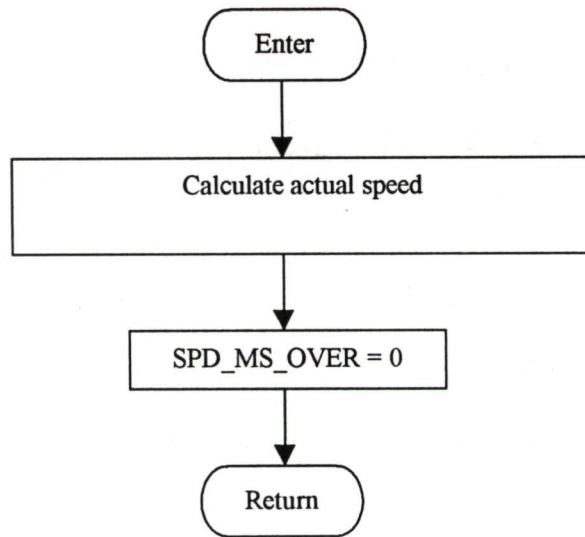 Enter
Calculate actual speed
SPD_MS_OVER = 0
Return